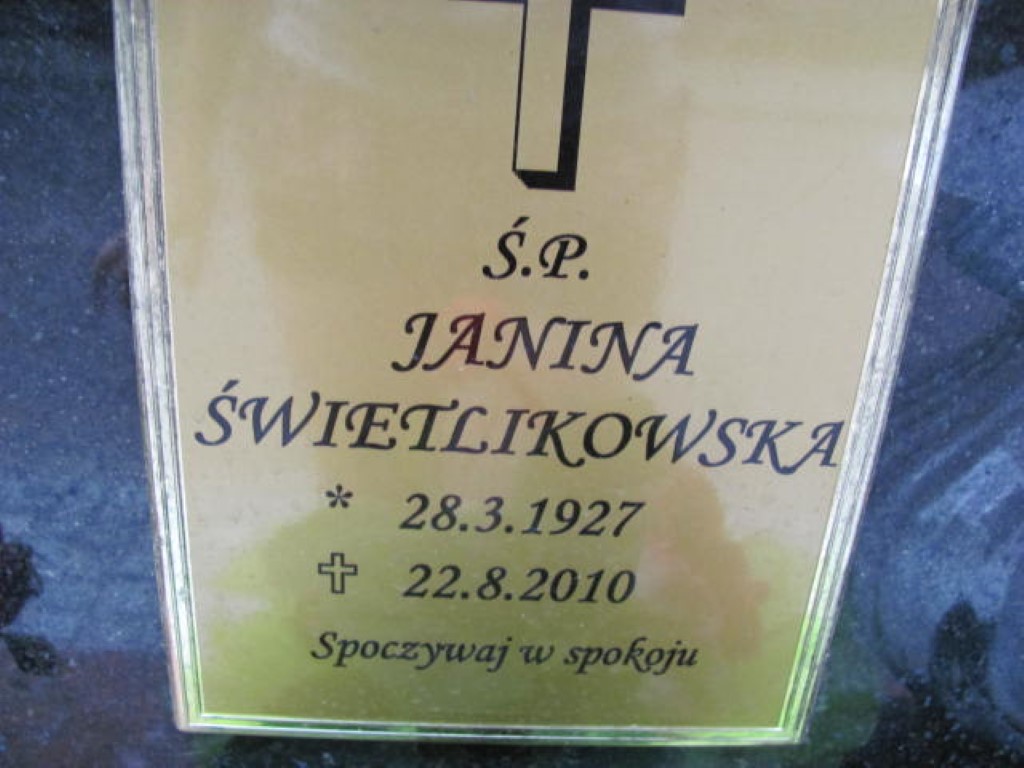 Ś.P.
JANINA
ŚWIETLIKOWSKA
* 28.3.1927
✝ 22.8.2010
Spoczywaj w spokoju